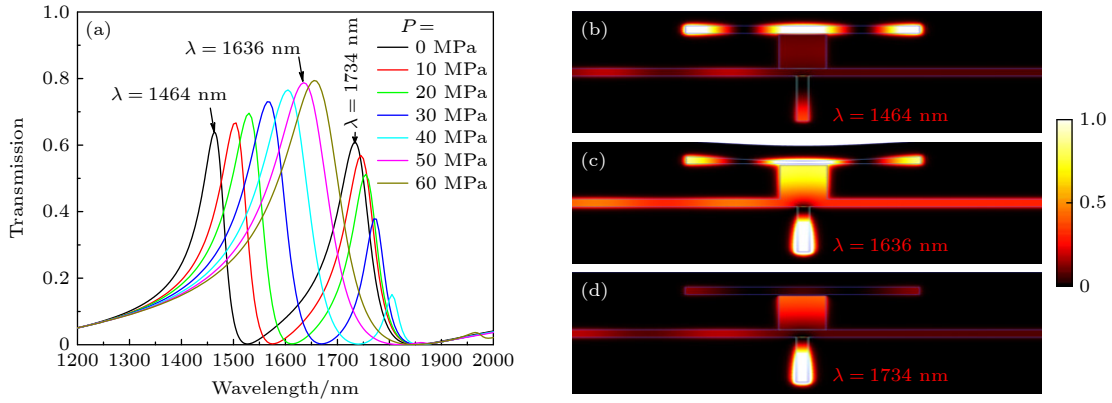 (a)
P =
0 MPa
10 MPa
20 MPa
30 MPa
40 MPa
50 MPa
60 MPa
λ = 1636 nm
λ = 1464 nm
λ = 1734 nm
1.0
0.8
0.6
0.4
0.2
0
Transmission
1200 1300 1400 1500 1600 1700 1800 1900 2000
Wavelength/nm
(b)
λ = 1464 nm
(c)
λ = 1636 nm
(d)
λ = 1734 nm
1.0
0.5
0